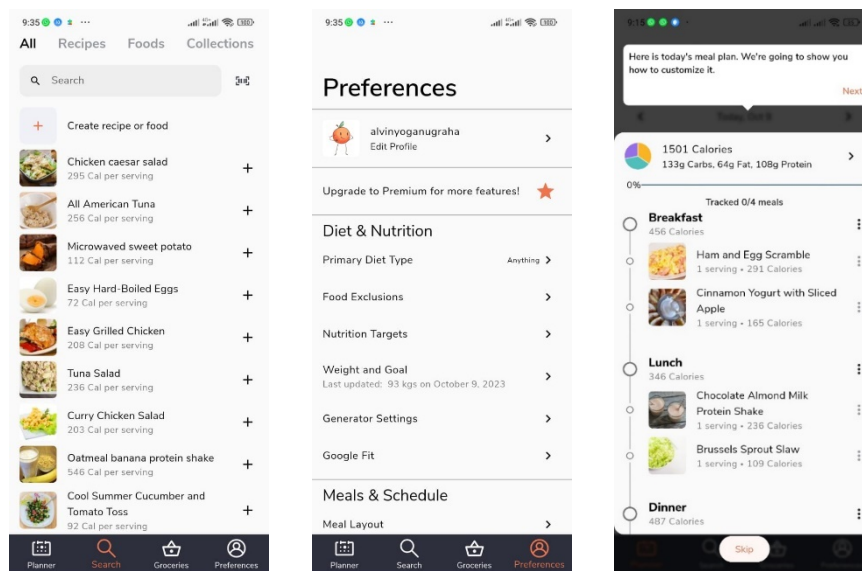 9:35
All Recipes Foods Collections
Search
Create recipe or food
Chicken caesar salad
295 Cal per serving
All American Tuna
256 Cal per serving
Microwaved sweet potato
112 Cal per serving
Easy Hard-Boiled Eggs
72 Cal per serving
Easy Grilled Chicken
208 Cal per serving
Tuna Salad
236 Cal per serving
Curry Chicken Salad
203 Cal per serving
Oatmeal banana protein shake
546 Cal per serving
Cool Summer Cucumber and
Tomato Toss
92 Cal per serving
Planner Search Groceries Preferences
9:35
Preferences
alvinyoganugraha
Edit Profile
Upgrade to Premium for more features!
Diet & Nutrition
Primary Diet Type Anything
Food Exclusions
Nutrition Targets
Weight and Goal
Last updated: 93 kgs on October 9, 2023
Generator Settings
Google Fit
Meals & Schedule
Meal Layout
Planner Search Groceries Preferences
9:15
Here is today's meal plan. We're going to show you
how to customize it.
Next
Today, Oct 9
1501 Calories
133g Carbs, 64g Fat, 108g Protein
0%
Tracked 0/4 meals
Breakfast
456 Calories
Ham and Egg Scramble
1 serving • 291 Calories
Cinnamon Yogurt with Sliced
Apple
1 serving • 165 Calories
Lunch
346 Calories
Chocolate Almond Milk
Protein Shake
1 serving • 236 Calories
Brussels Sprout Slaw
1 serving • 109 Calories
Dinner
487 Calories
Skip